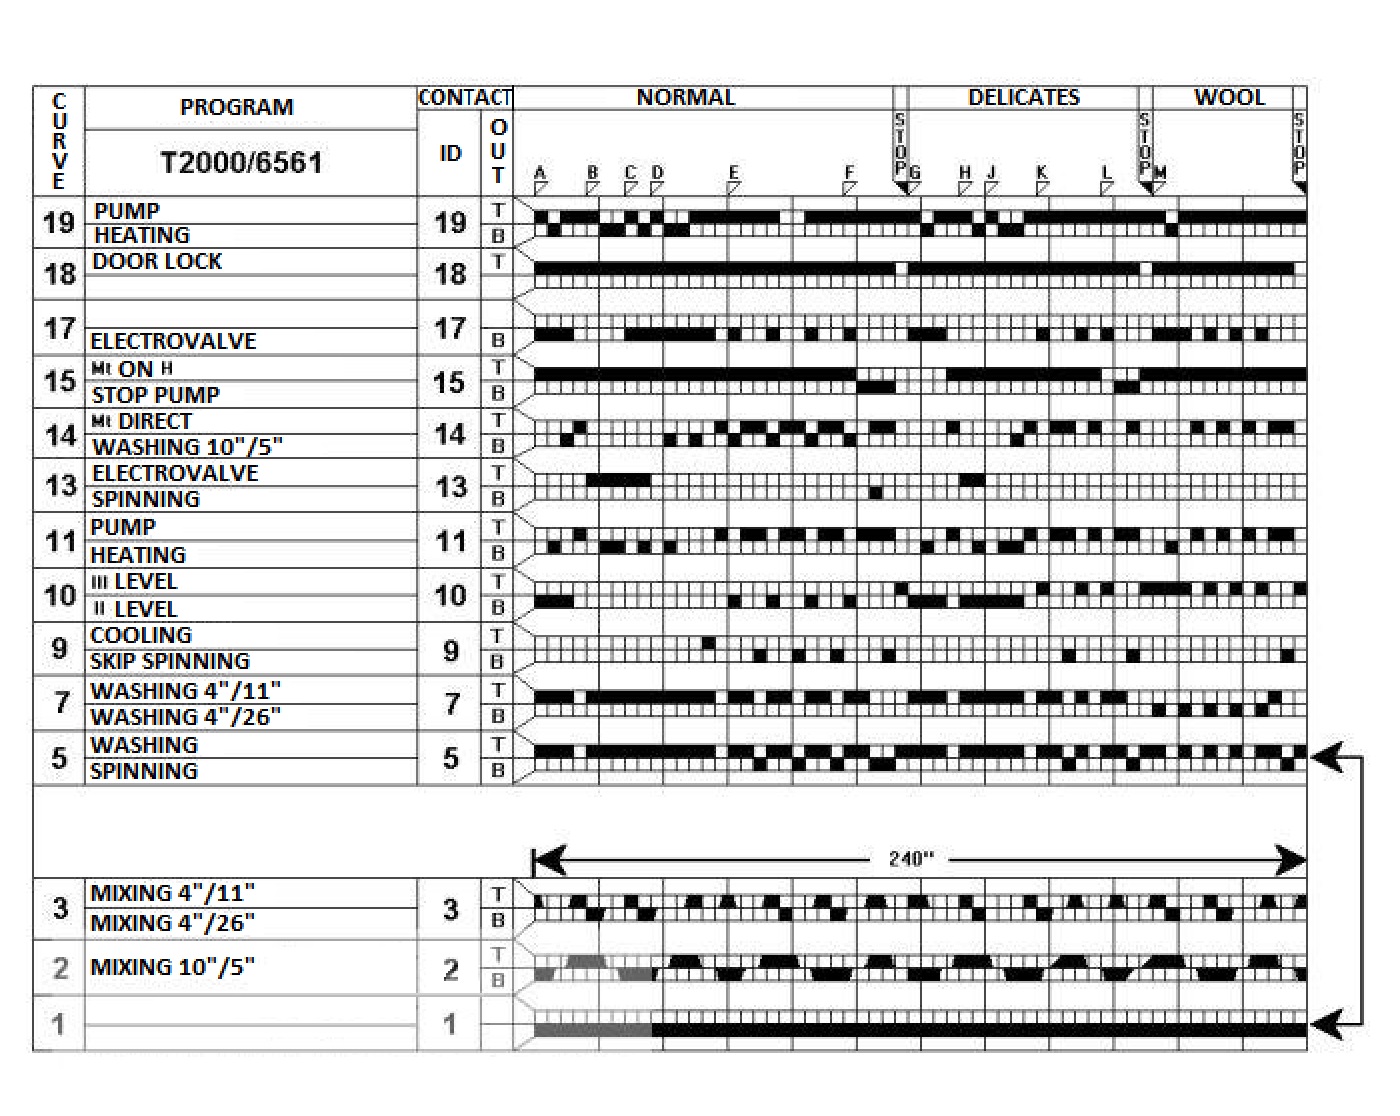 CURVE
PROGRAM
T2000/6561
CONTACT
ID
OUT
NORMAL
DELICATES
WOOL
STOP
STOP
STOP
A B C D E F G H J K L M
19
PUMP
HEATING
19
T
B
18
DOOR LOCK
18
T
17
ELECTROVALVE
17
B
15
Mt ON H
STOP PUMP
15
T
B
14
Mt DIRECT
WASHING 10"/5"
14
T
B
13
ELECTROVALVE
SPINNING
13
T
B
11
PUMP
HEATING
11
T
B
10
III LEVEL
II LEVEL
10
T
B
9
COOLING
SKIP SPINNING
9
T
B
7
WASHING 4"/11"
WASHING 4"/26"
7
T
B
5
WASHING
SPINNING
5
T
B
240"
3
MIXING 4"/11"
MIXING 4"/26"
3
T
B
2
MIXING 10"/5"
2
T
B
1
1